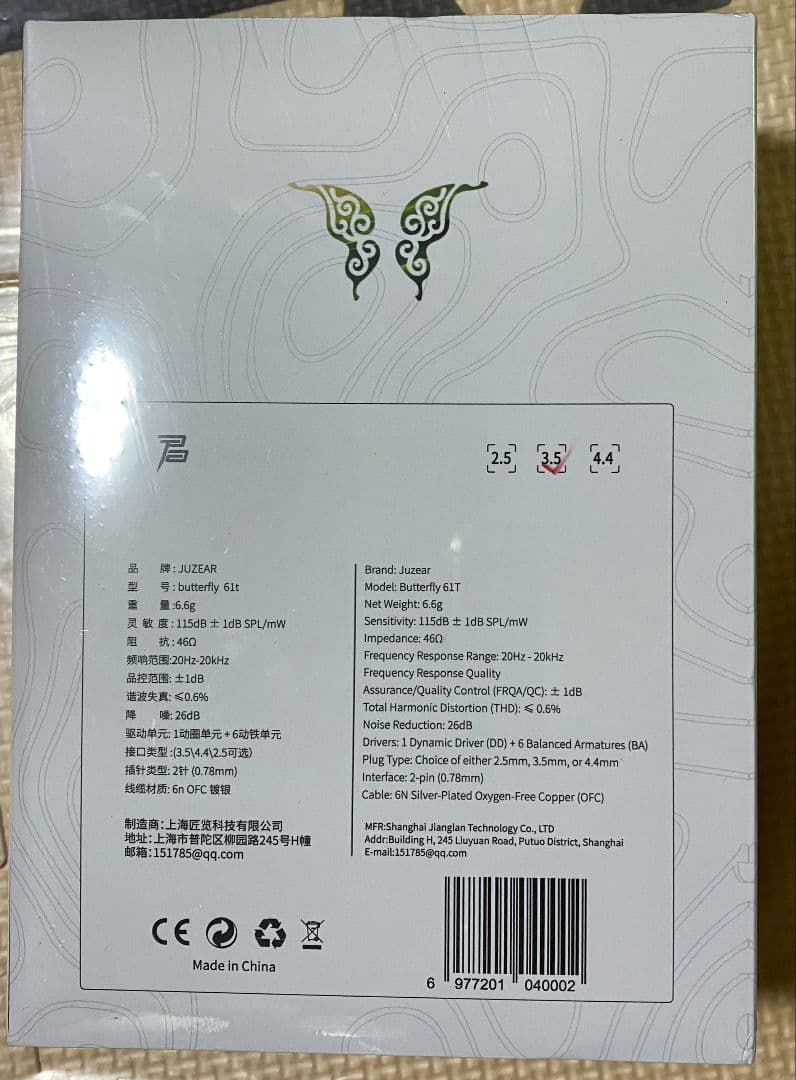 2.5 3.5 4.4
品 牌: JUZEAR
型 号: butterfly 61t
重 量:6.6g
灵 敏 度: 115dB ± 1dB SPL/mW
阻 抗: 46Ω
频响范围:20Hz-20kHz
品控范围: ±1dB
谐波失真: ≤0.6%
降 噪: 26dB
驱动单元: 1动圈单元 + 6动铁单元
接口类型 :(3.5\4.4\2.5可选)
插针类型: 2针 (0.78mm)
线缆材质: 6n OFC 镀银
制造商: 上海匠览科技有限公司
地址: 上海市普陀区柳园路245号H幢
邮箱: 151785@qq.com
Brand: Juzear
Model: Butterfly 61T
Net Weight: 6.6g
Sensitivity: 115dB ± 1dB SPL/mW
Impedance: 46Ω
Frequency Response Range: 20Hz - 20kHz
Frequency Response Quality
Assurance/Quality Control (FRQA/QC): ± 1dB
Total Harmonic Distortion (THD): ≤ 0.6%
Noise Reduction: 26dB
Drivers: 1 Dynamic Driver (DD) + 6 Balanced Armatures (BA)
Plug Type: Choice of either 2.5mm, 3.5mm, or 4.4mm
Interface: 2-pin (0.78mm)
Cable: 6N Silver-Plated Oxygen-Free Copper (OFC)
MFR:Shanghai Jianglan Technology Co., LTD
Addr:Building H, 245 Lluyuan Road, Putuo District, Shanghai
E-mail:151785@qq.com
CE
Made in China
6 977201 040002